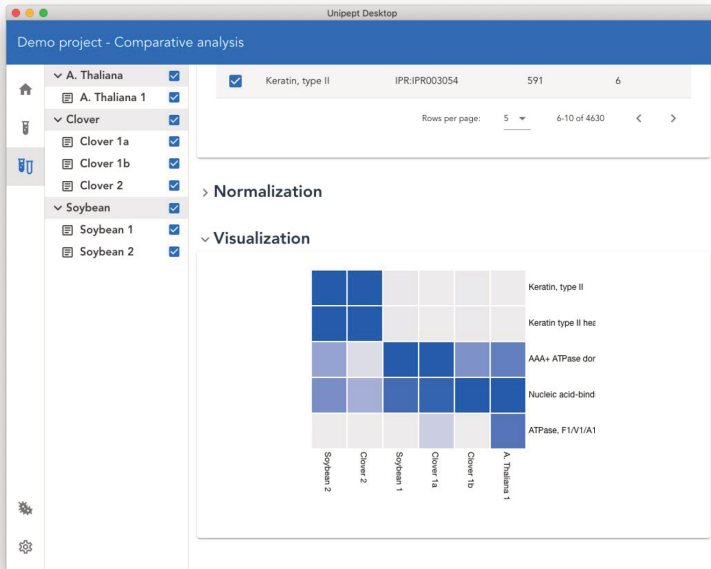 Unipept Desktop
Demo project - Comparative analysis
A. Thaliana
A. Thaliana 1
Clover
Clover 1a
Clover 1b
Clover 2
Soybean
Soybean 1
Soybean 2
Keratin, type II IPR:IPR003054 591 6
Rows per page: 5 6-10 of 4630
Normalization
Visualization
Keratin, type II
Keratin type II hea
AAA+ ATPase dor
Nucleic acid-bind
ATPase, F1/V1/A1
Soybean 2
Clover 2
Soybean 1
Clover 1a
Clover 1b
A. Thaliana 1